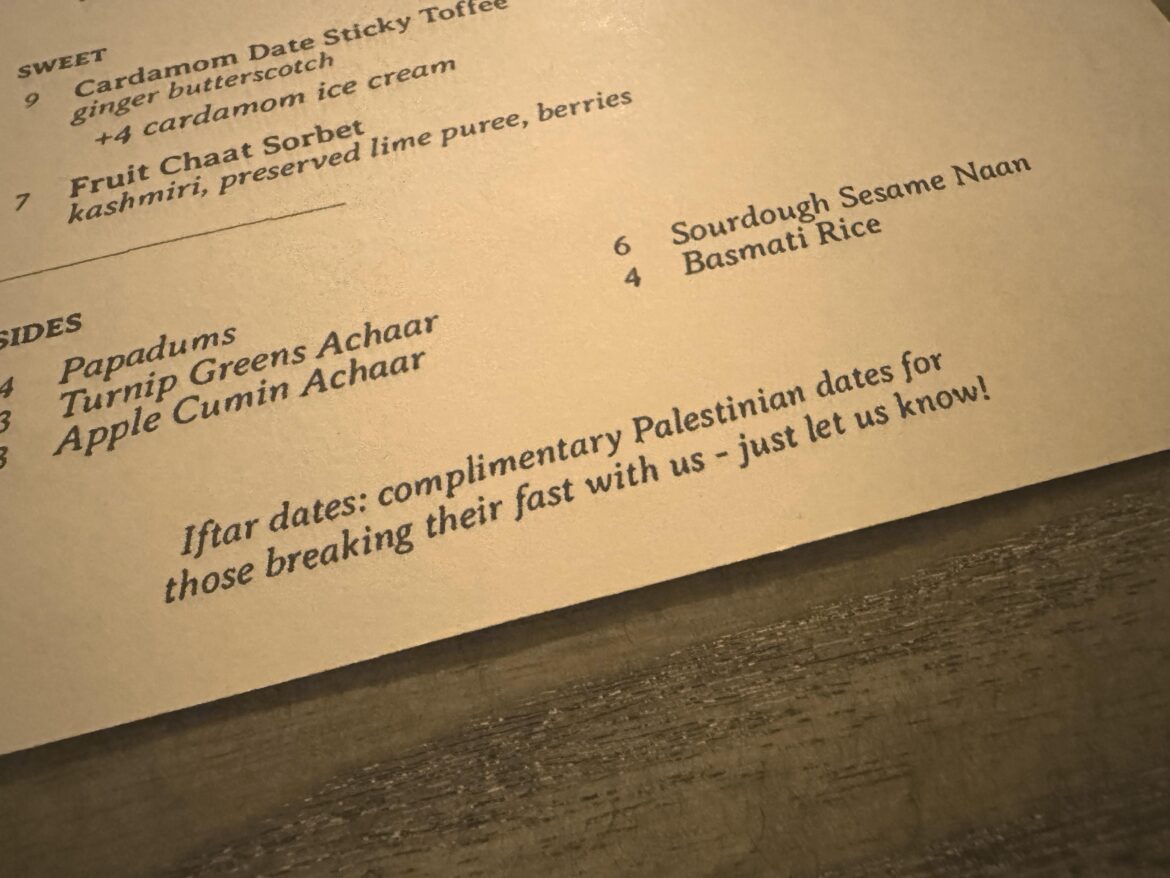 SWEET
9 Cardamom Date Sticky Toffee
ginger butterscotch
+4 cardamom ice cream
7 Fruit Chaat Sorbet
kashmiri, preserved lime puree, berries
SIDES
4 Papadums
3 Turnip Greens Achaar
3 Apple Cumin Achaar
6 Sourdough Sesame Naan
4 Basmati Rice
Iftar dates: complimentary Palestinian dates for
those breaking their fast with us - just let us know!